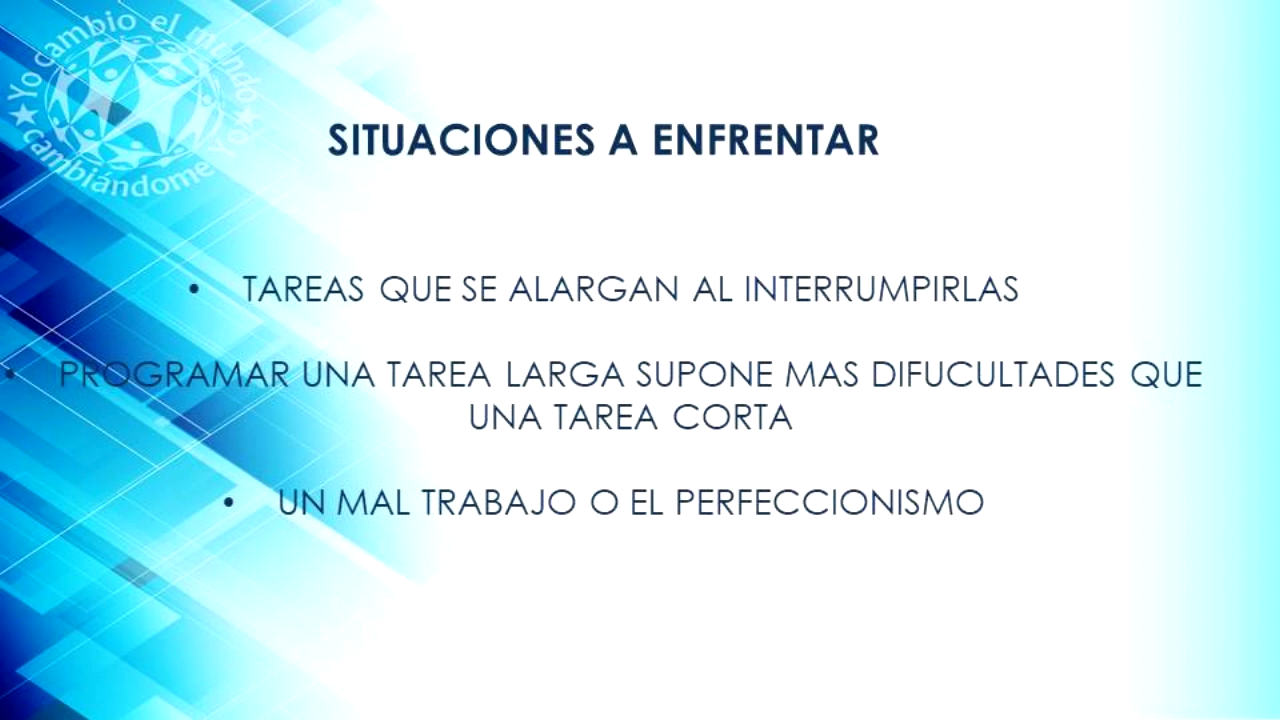 Yo cambio el mundo
cambiándome Yo
SITUACIONES A ENFRENTAR
• TAREAS QUE SE ALARGAN AL INTERRUMPIRLAS
• PROGRAMAR UNA TAREA LARGA SUPONE MAS DIFUCULTADES QUE
UNA TAREA CORTA
• UN MAL TRABAJO O EL PERFECCIONISMO